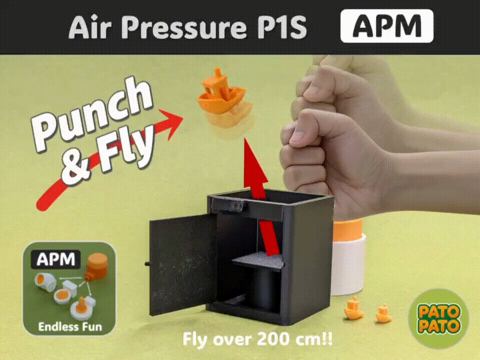 Air Pressure P1S APM
Punch
& Fly
APM
Endless Fun
Fly over 200 cm!!
PATO
PATO